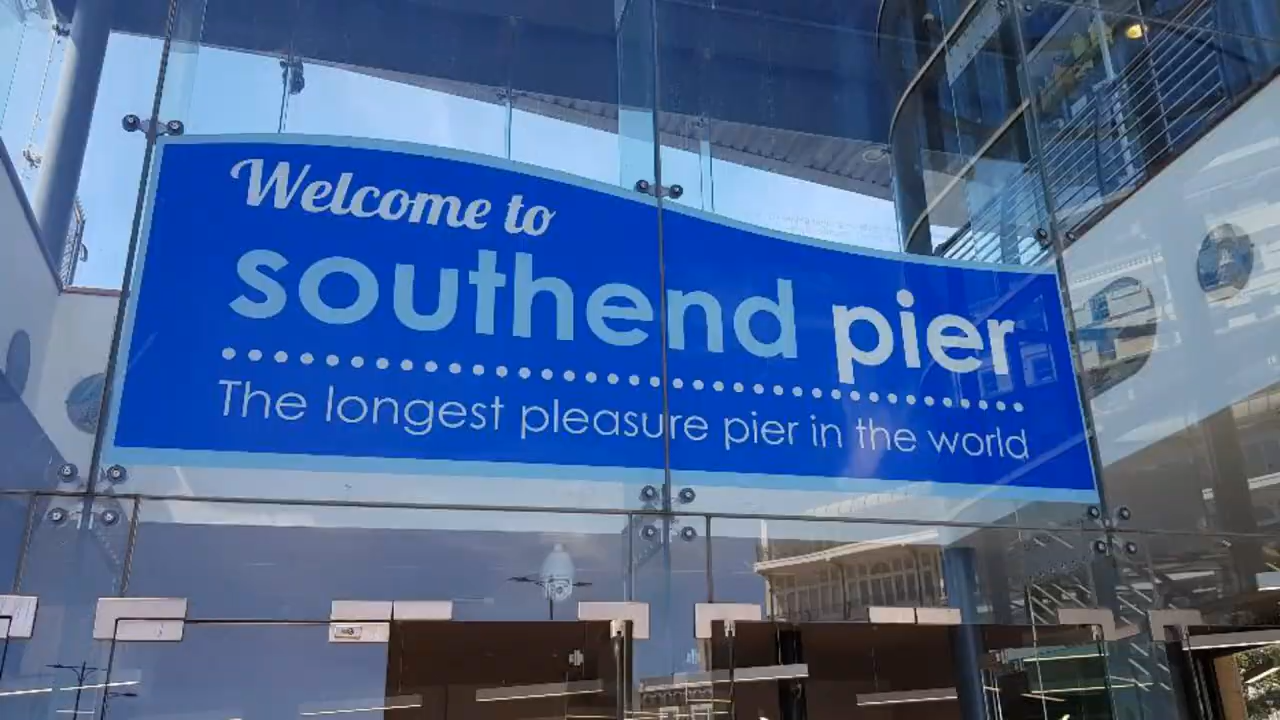 Welcome to
southend pier
The longest pleasure pier in the world